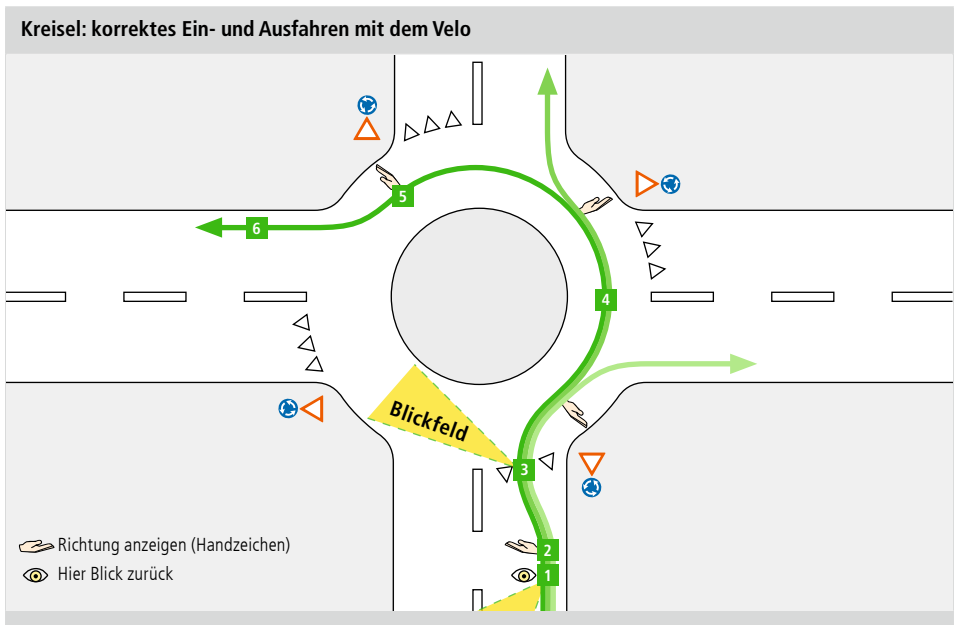 Kreisel: korrektes Ein- und Ausfahren mit dem Velo
5
6
4
Blickfeld
3
2
1
Richtung anzeigen (Handzeichen)
Hier Blick zurück